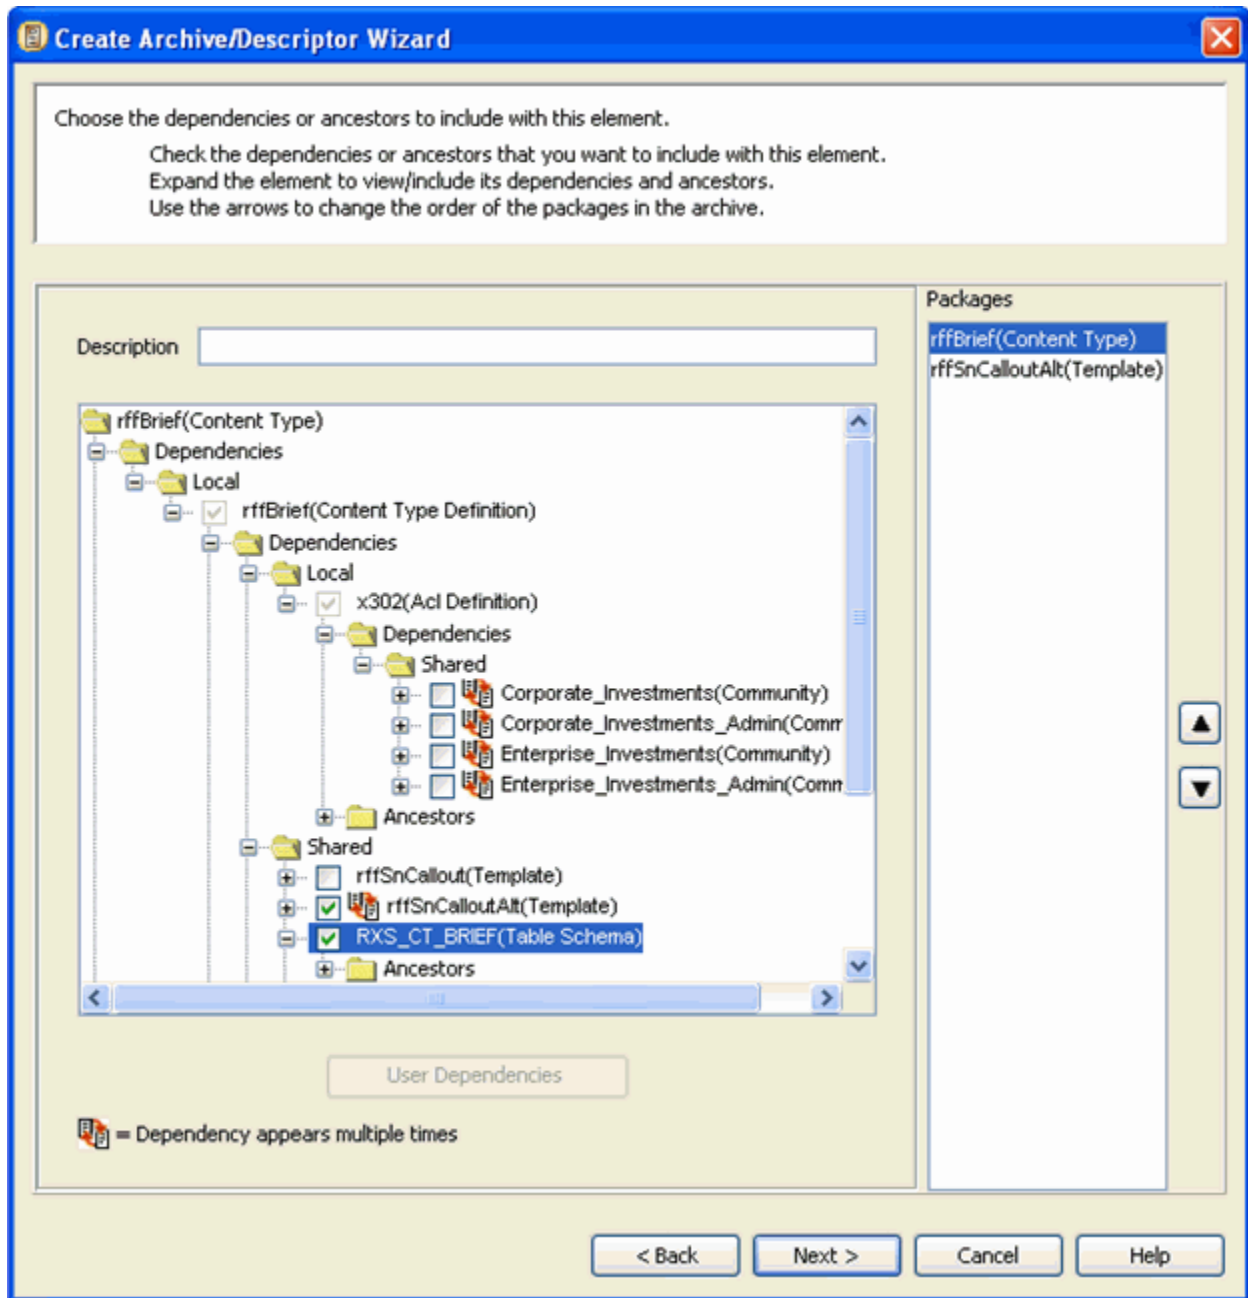 Create Archive/Descriptor Wizard
Choose the dependencies or ancestors to include with this element.
Check the dependencies or ancestors that you want to include with this element.
Expand the element to view/include its dependencies and ancestors.
Use the arrows to change the order of the packages in the archive.
Description
rffBrief(Content Type)
Dependencies
Local
rffBrief(Content Type Definition)
Dependencies
Local
x302(Acl Definition)
Dependencies
Shared
Corporate_Investments(Community)
Corporate_Investments_Admin(Comm
Enterprise_Investments(Community)
Enterprise_Investments_Admin(Comm
Ancestors
Shared
rffSnCallout(Template)
rffSnCalloutAlt(Template)
RXS_CT_BRIEF(Table Schema)
Ancestors
User Dependencies
= Dependency appears multiple times
Packages
rffBrief(Content Type)
rffSnCalloutAlt(Template)
< Back
Next >
Cancel
Help